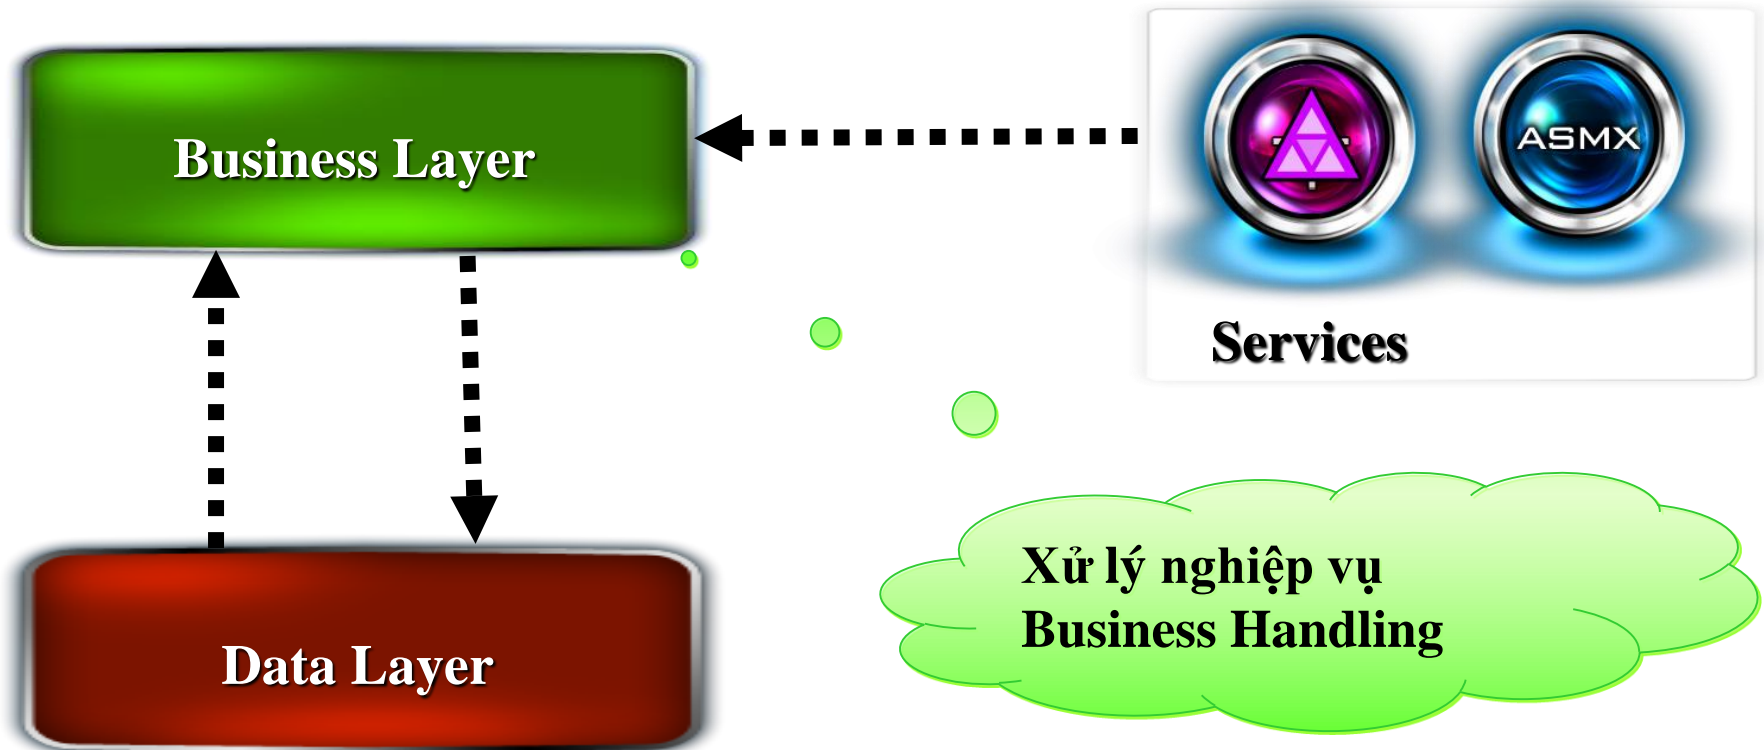 Business Layer
ASMX
Services
Xử lý nghiệp vụ
Business Handling
Data Layer